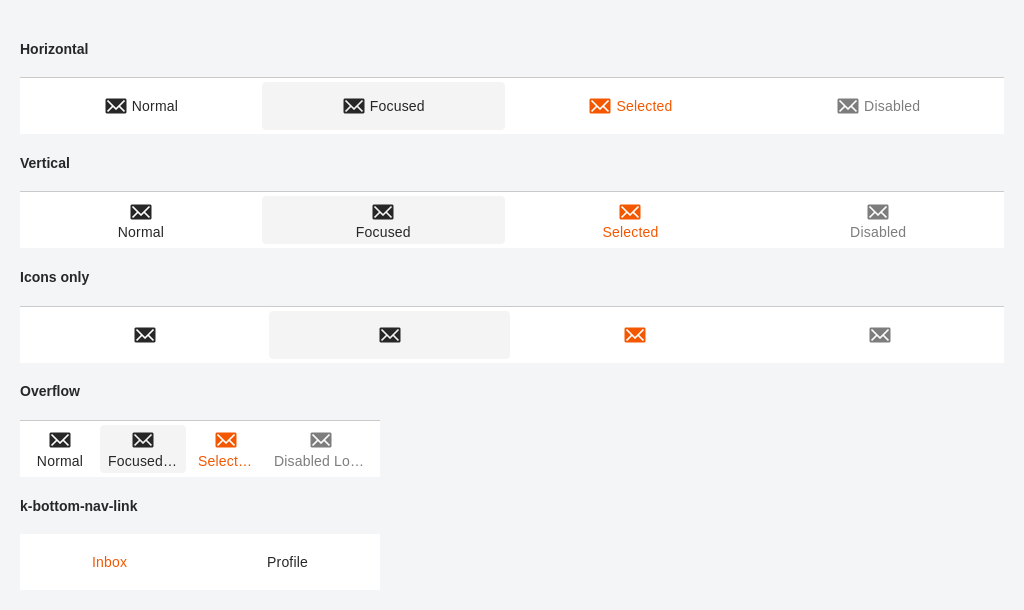 Horizontal
Normal Focused Selected Disabled
Vertical
Normal Focused Selected Disabled
Icons only
Overflow
Normal Focused… Select… Disabled Lo…
k-bottom-nav-link
Inbox Profile